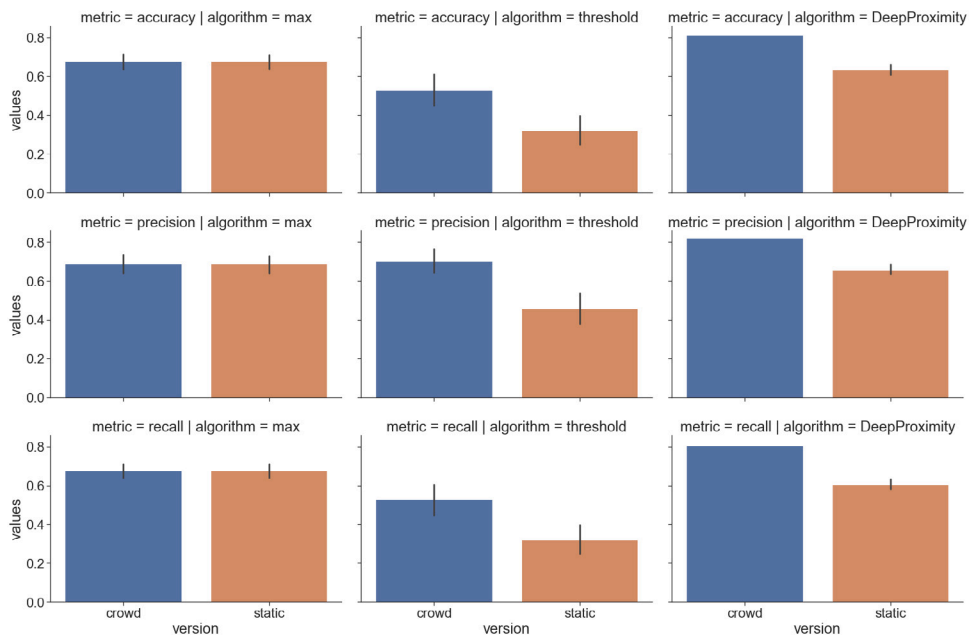 metric = accuracy | algorithm = max
metric = accuracy | algorithm = threshold
metric = accuracy | algorithm = DeepProximity
0.8
0.6
0.4
0.2
0.0
values
metric = precision | algorithm = max
metric = precision | algorithm = threshold
metric = precision | algorithm = DeepProximity
0.8
0.6
0.4
0.2
0.0
values
metric = recall | algorithm = max
metric = recall | algorithm = threshold
metric = recall | algorithm = DeepProximity
0.8
0.6
0.4
0.2
0.0
values
crowd static
version
crowd static
version
crowd static
version